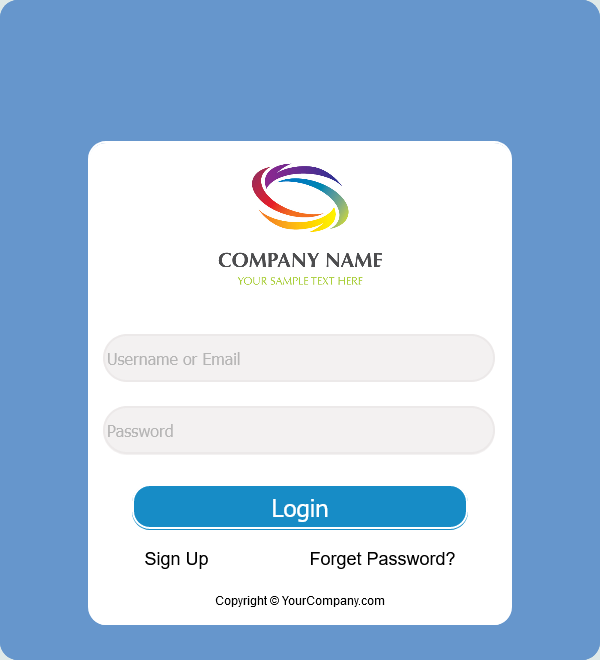 COMPANY NAME
YOUR SAMPLE TEXT HERE
Username or Email
Password
Login
Sign Up Forget Password?
Copyright © YourCompany.com